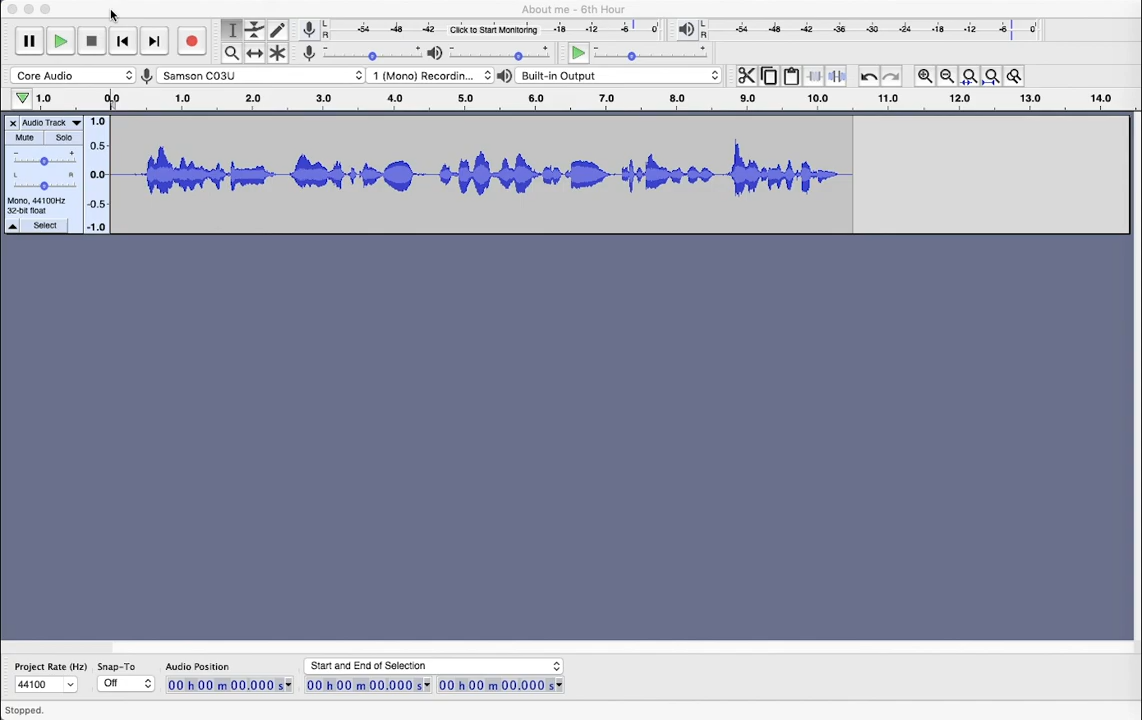 About me - 6th Hour
L
R
-54 -48 -42 Click to Start Monitoring -18 -12 -6 0
L
R
-54 -48 -42 -36 -30 -24 -18 -12 -6 0
- +
- +
- +
Core Audio Samson C03U 1 (Mono) Recordin... Built-in Output
1.0 0.0 1.0 2.0 3.0 4.0 5.0 6.0 7.0 8.0 9.0 10.0 11.0 12.0 13.0 14.0
x Audio Track 1.0
Mute Solo
0.5
- +
L R
0.0
Mono, 44100Hz
32-bit float
-0.5
Select -1.0
Project Rate (Hz) Snap-To Audio Position Start and End of Selection
44100 Off 00 h 00 m 00.000 s 00 h 00 m 00.000 s 00 h 00 m 00.000 s
Stopped.